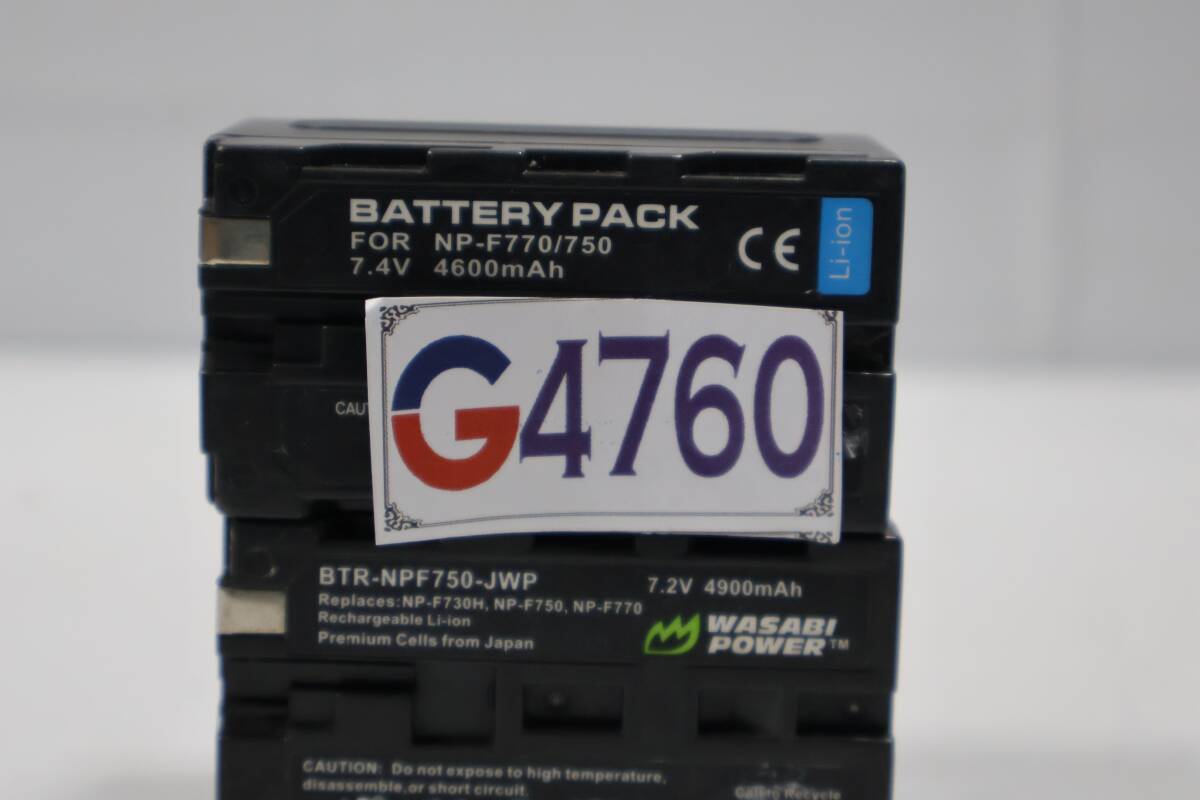 BATTERY PACK
FOR NP-F770/750
7.4V 4600mAh
CE
Li-ion
G4760
BTR-NPF750-JWP
7.2V 4900mAh
Replaces:NP-F730H, NP-F750, NP-F770
Rechargeable Li-ion
Premium Cells from Japan
WASABI
POWER™
CAUTION: Do not expose to high temperature,
disassemble,or short circuit.
Recycle